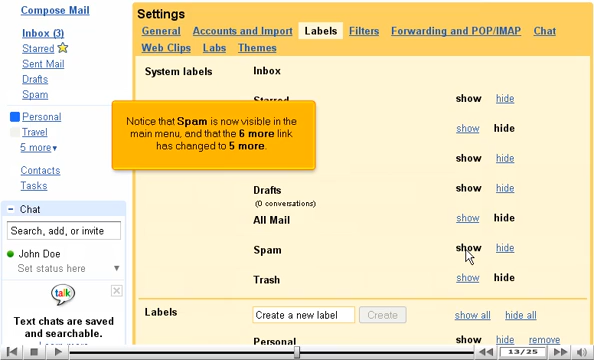 Compose Mail
Inbox (3)
Starred
Sent Mail
Drafts
Spam
Personal
Travel
5 more▾
Contacts
Tasks
− Chat
Search, add, or invite
John Doe
Set status here
talk
Text chats are saved
and searchable.
Settings
General Accounts and Import Labels Filters Forwarding and POP/IMAP Chat
Web Clips Labs Themes
System labels Inbox
Starred show hide
show hide
show hide
Notice that Spam is now visible in the
main menu, and that the 6 more link
has changed to 5 more.
Drafts show hide
(0 conversations)
All Mail show hide
Spam show hide
Trash show hide
Labels Create a new label Create show all hide all
Personal show hide remove
13/25